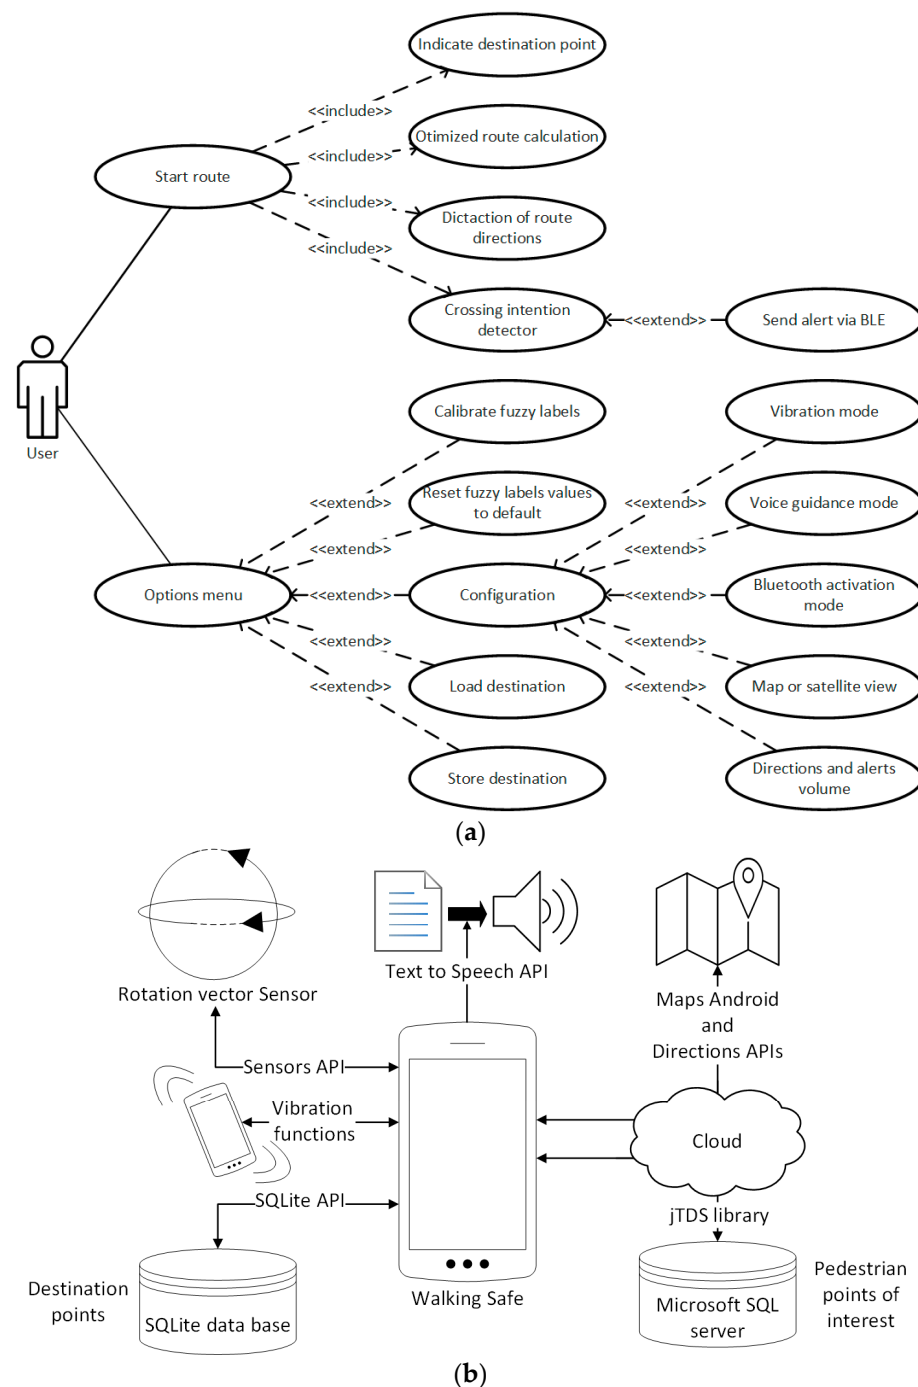 Indicate destination point
<<include>>
Otimized route calculation
<<include>>
Start route
<<include>>
Dictaction of route
directions
<<include>>
Crossing intention
detector
<<extend>>
Send alert via BLE
User
Calibrate fuzzy labels
Vibration mode
<<extend>>
Reset fuzzy labels values
to default
<<extend>>
Voice guidance mode
<<extend>>
<<extend>>
Options menu
<<extend>>
Configuration
<<extend>>
Bluetooth activation
mode
<<extend>>
<<extend>>
Load destination
Map or satellite view
<<extend>>
<<extend>>
Store destination
Directions and alerts
volume
(a)
Rotation vector Sensor
Text to Speech API
Maps Android
and
Directions APIs
Sensors API
Vibration
functions
Cloud
SQLite API
jTDS library
Destination
points
SQLite data base
Walking Safe
Microsoft SQL
server
Pedestrian
points of
interest
(b)